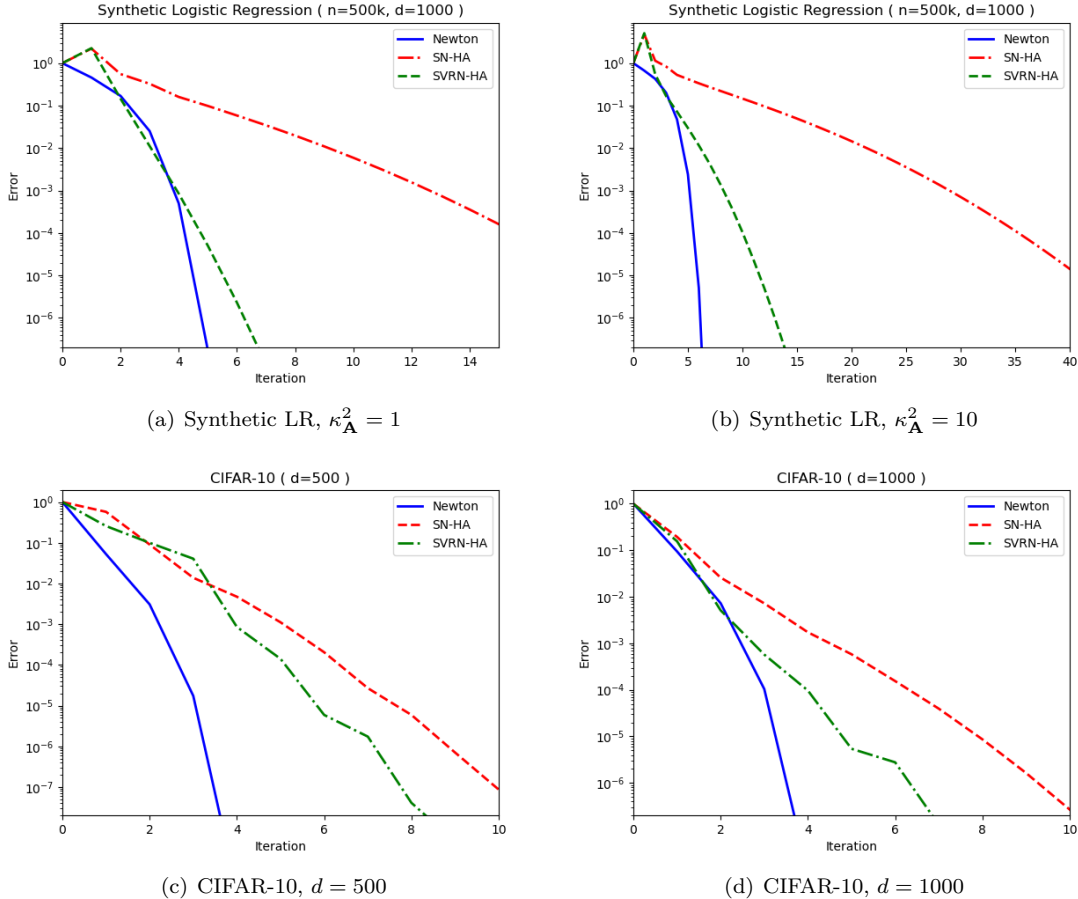 Synthetic Logistic Regression ( n=500k, d=1000 )
10^0
10^-1
10^-2
10^-3
10^-4
10^-5
10^-6
Error
Newton
SN-HA
SVRN-HA
0 2 4 6 8 10 12 14
Iteration
(a) Synthetic LR, κ_A^2 = 1
Synthetic Logistic Regression ( n=500k, d=1000 )
10^0
10^-1
10^-2
10^-3
10^-4
10^-5
10^-6
Error
Newton
SN-HA
SVRN-HA
0 5 10 15 20 25 30 35 40
Iteration
(b) Synthetic LR, κ_A^2 = 10
CIFAR-10 ( d=500 )
10^0
10^-1
10^-2
10^-3
10^-4
10^-5
10^-6
10^-7
Error
Newton
SN-HA
SVRN-HA
0 2 4 6 8 10
Iteration
(c) CIFAR-10, d = 500
CIFAR-10 ( d=1000 )
10^0
10^-1
10^-2
10^-3
10^-4
10^-5
10^-6
Error
Newton
SN-HA
SVRN-HA
0 2 4 6 8 10
Iteration
(d) CIFAR-10, d = 1000